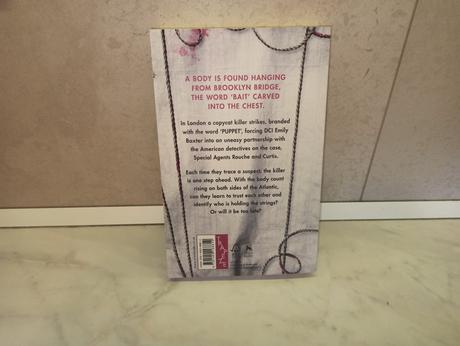 A BODY IS FOUND HANGING
FROM BROOKLYN BRIDGE,
THE WORD ‘BAIT’ CARVED
INTO THE CHEST.
In London a copycat killer strikes, branded
with the word ‘PUPPET’, forcing DCI Emily
Baxter into an uneasy partnership with
the American detectives on the case,
Special Agents Rouche and Curtis.
Each time they trace a suspect, the killer
is one step ahead. With the body count
rising on both sides of the Atlantic,
can they learn to trust each other and
identify who is holding the strings?
Or will it be too late?